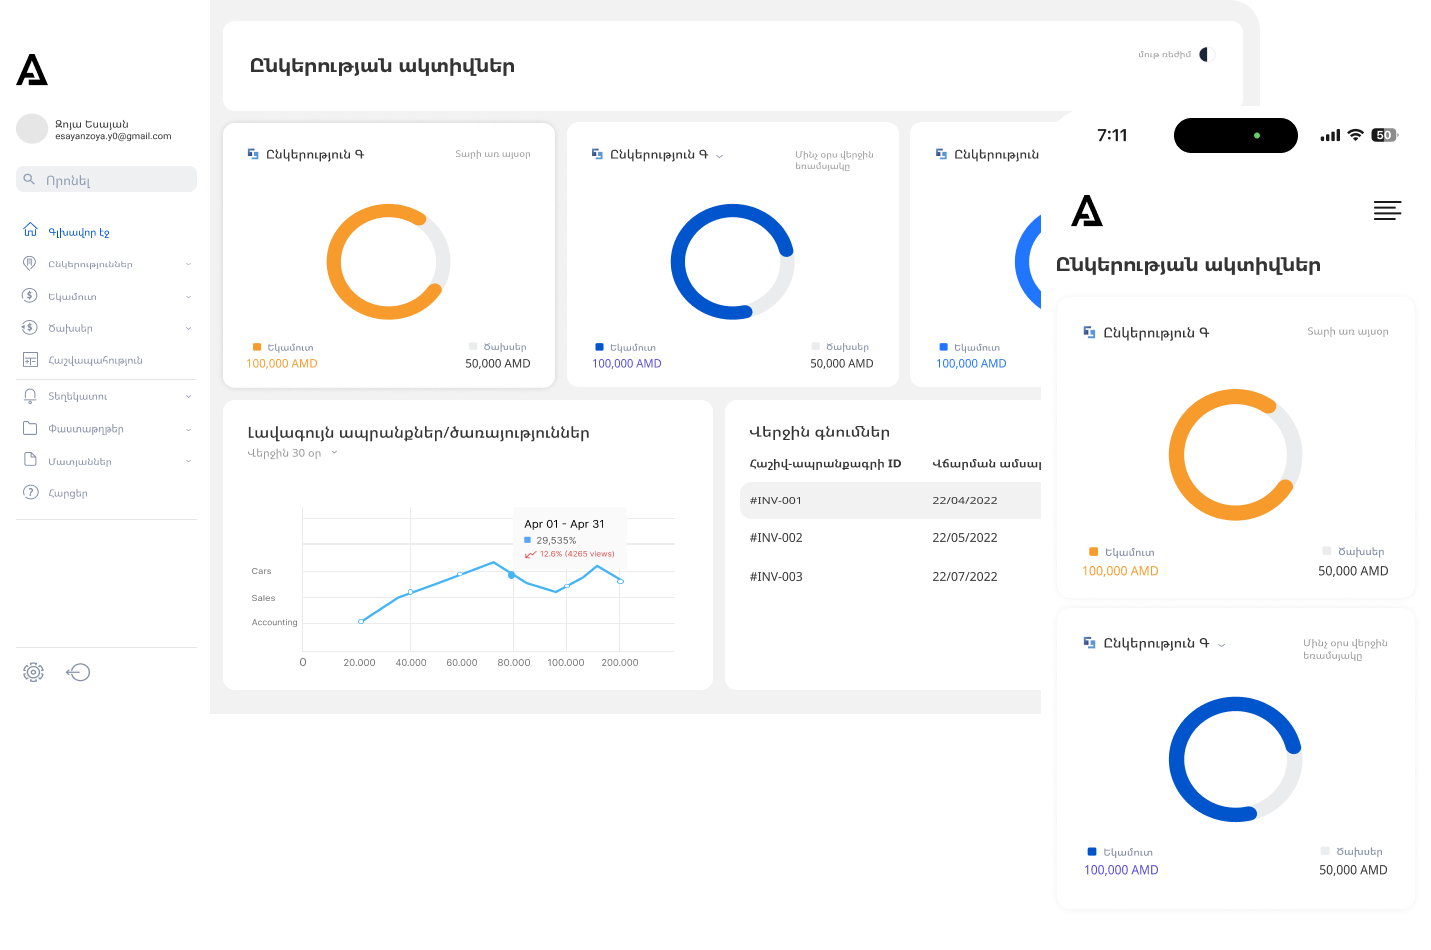 Զոյա Եսայան
esayanzoya.y0@gmail.com
Որոնել
Գլխավոր էջ
Ընկերություններ
Եկամուտ
Ծախսեր
Հաշվապահություն
Տեղեկատու
Փաստաթղթեր
Մատյաններ
Հարցեր
Ընկերության ակտիվներ
մութ ռեժիմ
Ընկերություն Գ
Տարի առ այսօր
Եկամուտ
Ծախսեր
100,000 AMD
50,000 AMD
Ընկերություն Գ
Մինչ օրս վերջին
եռամսյակը
Եկամուտ
Ծախսեր
100,000 AMD
50,000 AMD
Ընկերություն
Եկամուտ
100,000 AMD
Լավագույն ապրանքներ/ծառայություններ
Վերջին 30 օր
Apr 01 - Apr 31
29,535%
12.6% (4265 views)
Cars
Sales
Accounting
0
20.000
40.000
60.000
80.000
100.000
200.000
Վերջին գնումներ
Հաշիվ-ապրանքագրի ID
Վճարման ամսաթ
#INV-001
22/04/2022
#INV-002
22/05/2022
#INV-003
22/07/2022
7:11
50
Ընկերության ակտիվներ
Ընկերություն Գ
Տարի առ այսօր
Եկամուտ
Ծախսեր
100,000 AMD
50,000 AMD
Ընկերություն Գ
Մինչ օրս վերջին
եռամսյակը
Եկամուտ
Ծախսեր
100,000 AMD
50,000 AMD